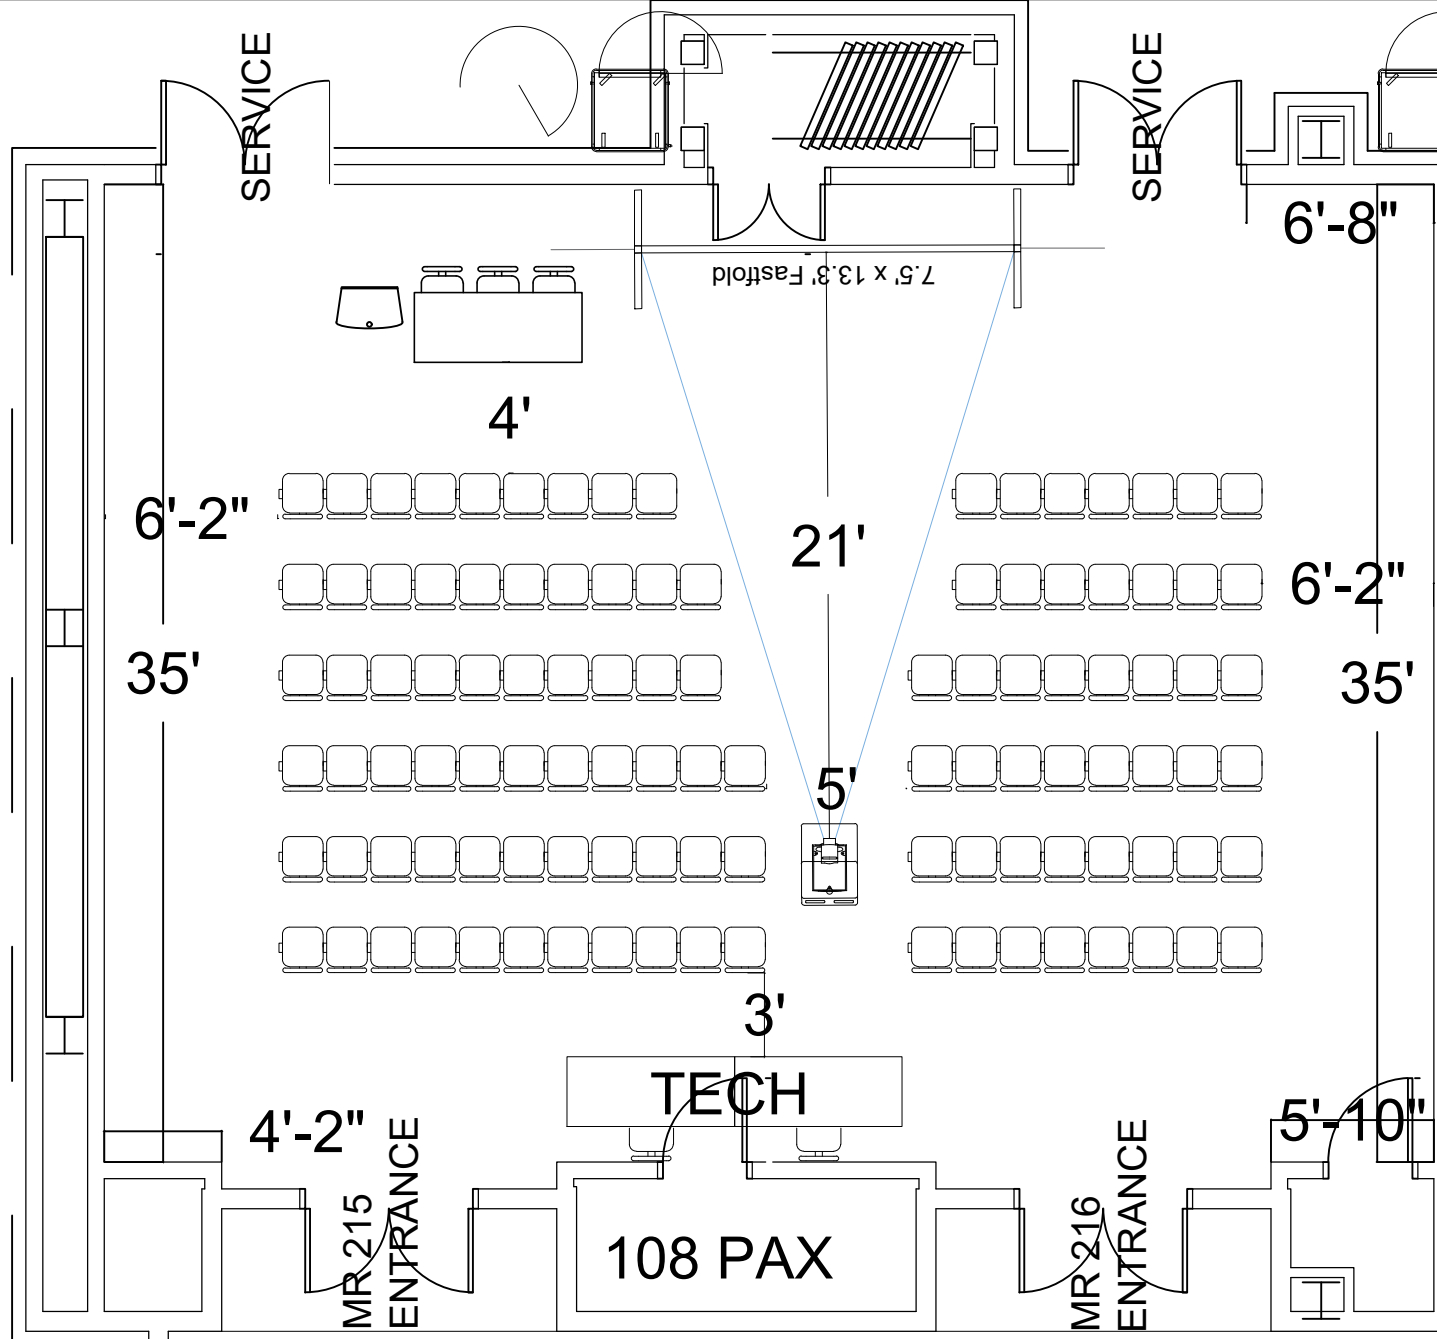 SERVICE
SERVICE
6'-8"
7.5' x 13.3' Fastfold
4'
6'-2"
21'
6'-2"
35'
35'
5'
3'
TECH
4'-2"
5'-10"
MR 215
ENTRANCE
108 PAX
MR 216
ENTRANCE